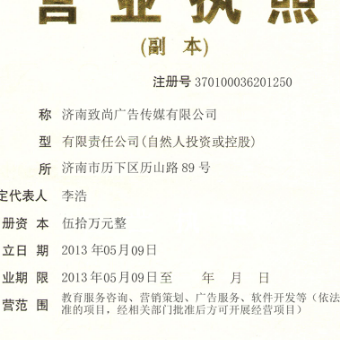 营业执照
(副 本)
注册号 370100036201250
称 济南致尚广告传媒有限公司
型 有限责任公司(自然人投资或控股)
所 济南市历下区历山路89号
定代表人 李浩
册资本 伍拾万元整
立日期 2013年05月09日
业期限 2013年05月09日至 年 月 日
营范围 教育服务咨询、营销策划、广告服务、软件开发等(依法
准的项目，经相关部门批准后方可开展经营项目)